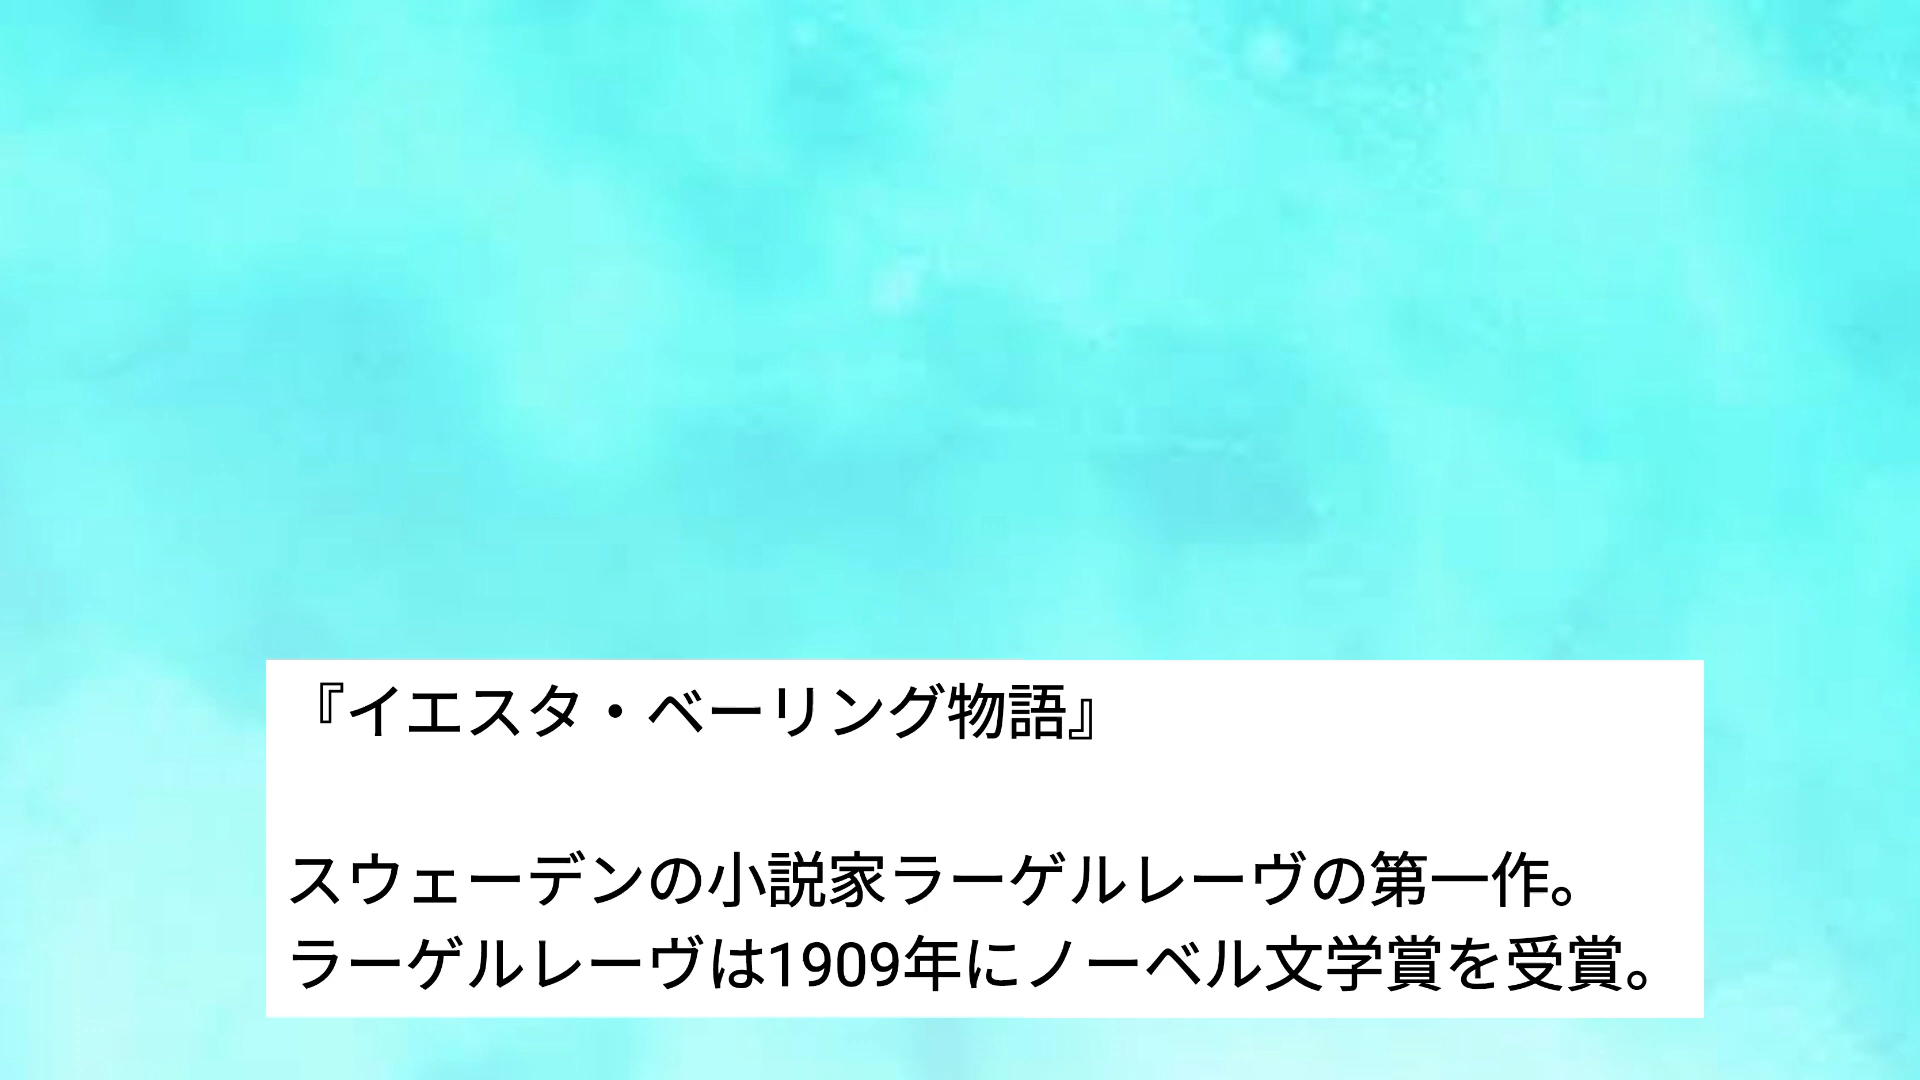 『イエスタ・ベーリング物語』
スウェーデンの小説家ラーゲルレーヴの第一作。
ラーゲルレーヴは1909年にノーベル文学賞を受賞。